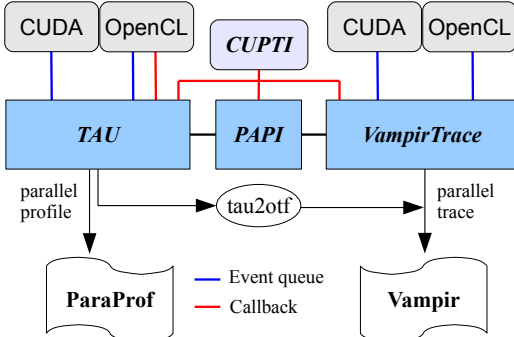 CUDA
OpenCL
CUPTI
CUDA
OpenCL
TAU
PAPI
VampirTrace
parallel
profile
tau2otf
parallel
trace
ParaProf
Event queue
Callback
Vampir